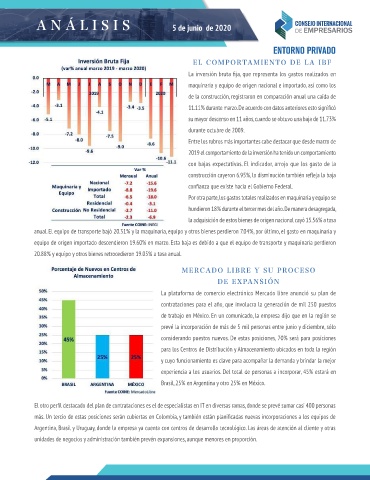 ANÁLISIS
5 de junio de 2020
CONSEJO INTERNACIONAL
DE EMPRESARIOS
ENTORNO PRIVADO
Inversión Bruta Fija
(var% anual marzo 2019 - marzo 2020)
0.0
-2.0
-4.0
-6.0
-8.0
-10.0
-12.0
M A M J J A S O N D E F M
2019
2020
-6.1
-3.1
-7.2
-8.0
-9.6
-4.1
-7.5
-9.0
-3.4
-3.5
-8.6
-10.6
-11.1
Var %
Mensual Anual
Maquinaria y Equipo
Nacional -7.2 -15.6
Importado -8.8 -19.6
Total -6.5 -18.0
Construcción
Residencial -0.4 -3.1
No Residencial -3.7 -11.0
Total -2.3 -6.9
Fuente COINE: INEGI
EL COMPORTAMIENTO DE LA IBF
La inversión bruta fija, que representa los gastos realizados en
maquinaria y equipo de origen nacional e importado, así como los
de la construcción, registraron en comparación anual una caída de
11.11% durante marzo. De acuerdo con datos anteriores esto significó
su mayor descenso en 11 años, cuando se obtuvo una baja de 11.73%
durante octubre de 2009.
Entre los rubros más importantes cabe destacar que desde marzo de
2019 el comportamiento de la inversión ha tenido un comportamiento
con bajas expectativas. El indicador, arrojo que los gasto de la
construcción cayeron 6.95%, la disminución también refleja la baja
confianza que existe hacia el Gobierno Federal.
Por otra parte, los gastos totales realizados en maquinaria y equipo se
hundieron 18% durante el tercer mes del año. De manera desagregada,
la adquisición de estos bienes de origen nacional, cayó 15.56% a tasa
anual. El equipo de transporte bajó 20.51% y la maquinaria, equipo y otros bienes perdieron 7.04%, por último, el gasto en maquinaria y
equipo de origen importado descendieron 19.60% en marzo. Esta baja es debido a que el equipo de transporte y maquinaria perdieron
20.88% y equipo y otros bienes retrocedieron 19.05% a tasa anual.
Porcentaje de Nuevos en Centros de
Almacenamiento
50%
45%
40%
35%
30%
25%
20%
15%
10%
5%
0%
45%
25%
25%
BRASIL ARGENTINA MÉXICO
Fuente COINE: Mercado Libre
MERCADO LIBRE Y SU PROCESO
DE EXPANSIÓN
La plataforma de comercio electrónico Mercado libre anunció su plan de
contrataciones para el año, que involucra la generación de mil 250 puestos
de trabajo en México. En un comunicado, la empresa dijo que en la región se
prevé la incorporación de más de 5 mil personas entre junio y diciembre, sólo
considerando puestos nuevos. De estas posiciones, 70% será para posiciones
para los Centros de Distribución y Almacenamiento ubicados en toda la región
y cuyo funcionamiento es clave para acompañar la demanda y brindar la mejor
experiencia a los usuarios. Del total de personas a incorporar, 45% estará en
Brasil, 25% en Argentina y otro 25% en México.
El otro perfil destacado del plan de contrataciones es el de especialistas en IT en diversas ramas, donde se prevé sumar casi 400 personas
más. Un tercio de estas posiciones serán cubiertas en Colombia, y también están planificadas nuevas incorporaciones a los equipos de
Argentina, Brasil y Uruguay, donde la empresa ya cuenta con centros de desarrollo tecnológico. Las áreas de atención al cliente y otras
unidades de negocios y administración también prevén expansiones, aunque menores en proporción.